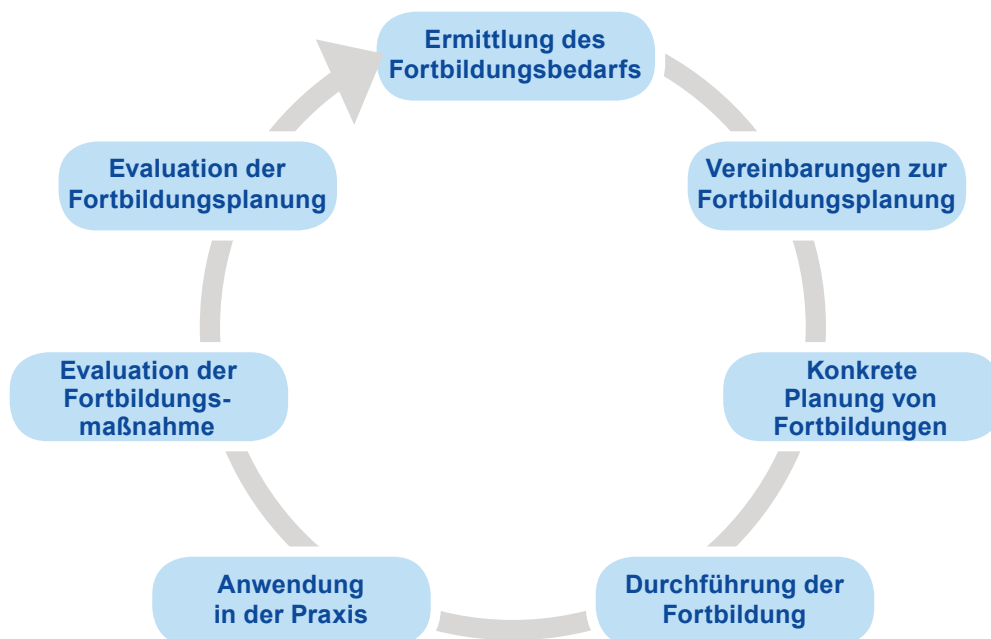 Ermittlung des
Fortbildungsbedarfs
Vereinbarungen zur
Fortbildungsplanung
Konkrete
Planung von
Fortbildungen
Durchführung der
Fortbildung
Anwendung
in der Praxis
Evaluation der
Fortbildungs-
maßnahme
Evaluation der
Fortbildungsplanung